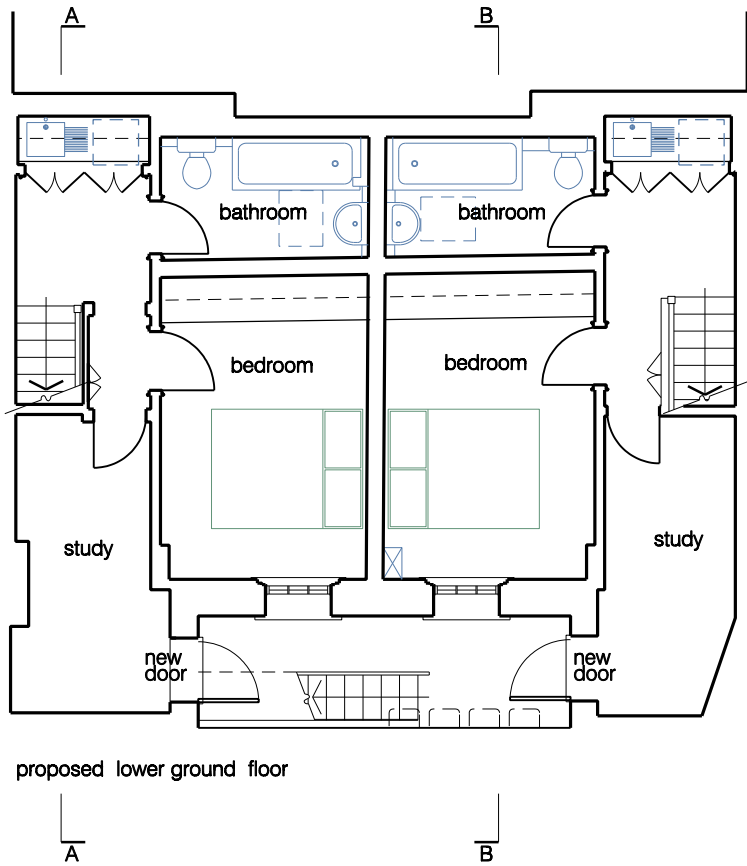 A
B
bathroom
bathroom
bedroom
bedroom
study
study
new
door
new
door
proposed lower ground floor
A
B